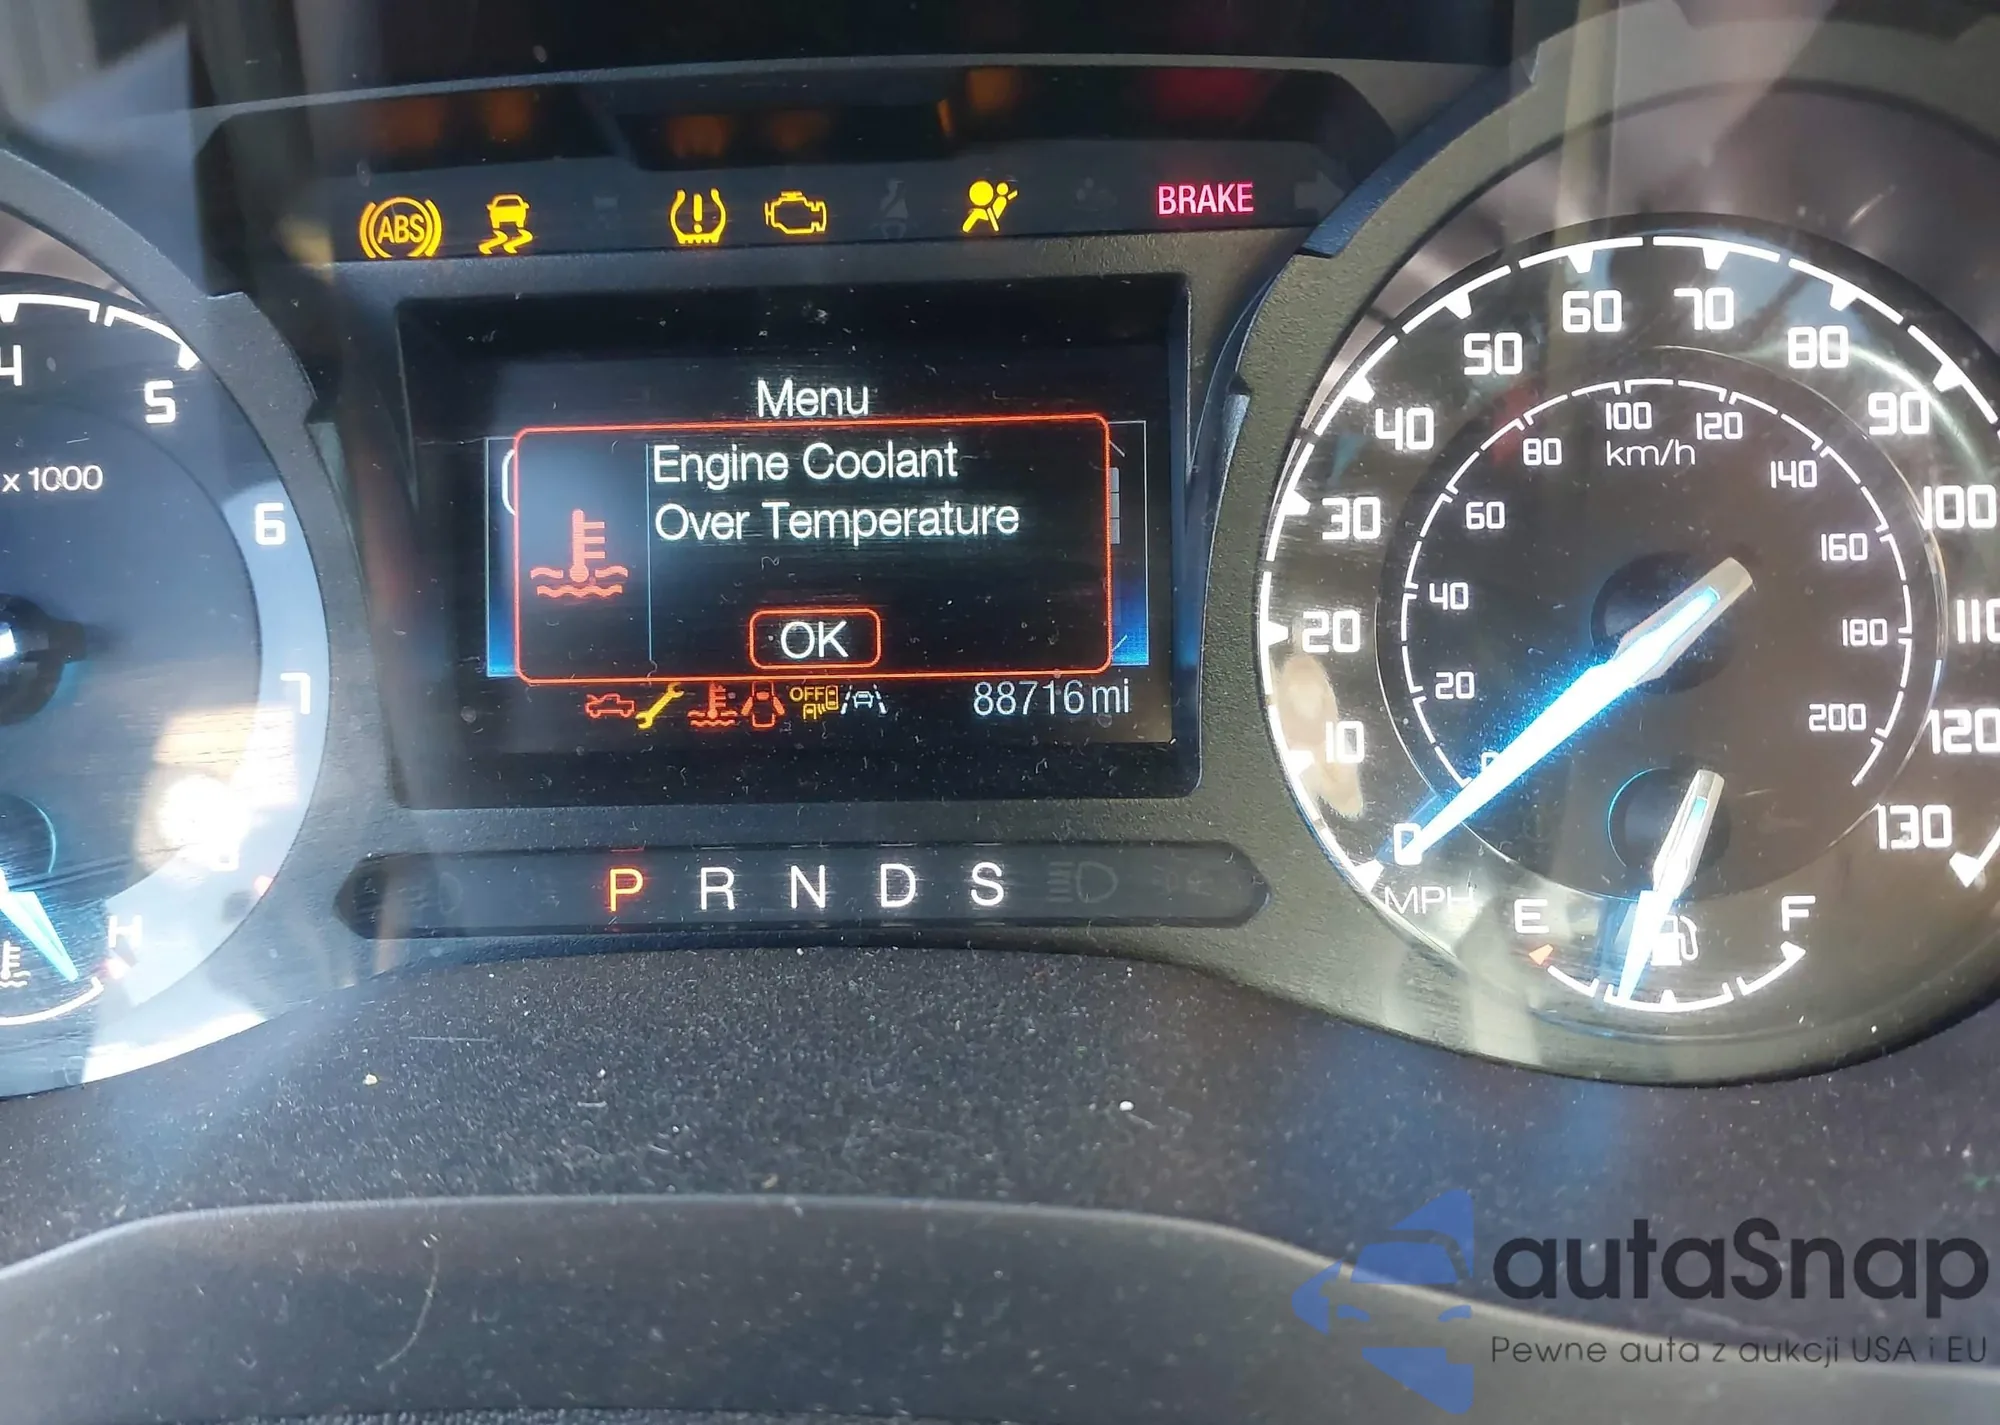 ABS
BRAKE
4
5
x 1000
6
7
H
Menu
Engine Coolant
Over Temperature
OK
OFF
88716 mi
P R N D S
0
10
20
30
40
50
60
70
80
90
100
110
120
130
MPH
20
40
60
80
100
120
140
160
180
200
km/h
E
F
autaSnap
Pewne auta z aukcji USA i EU